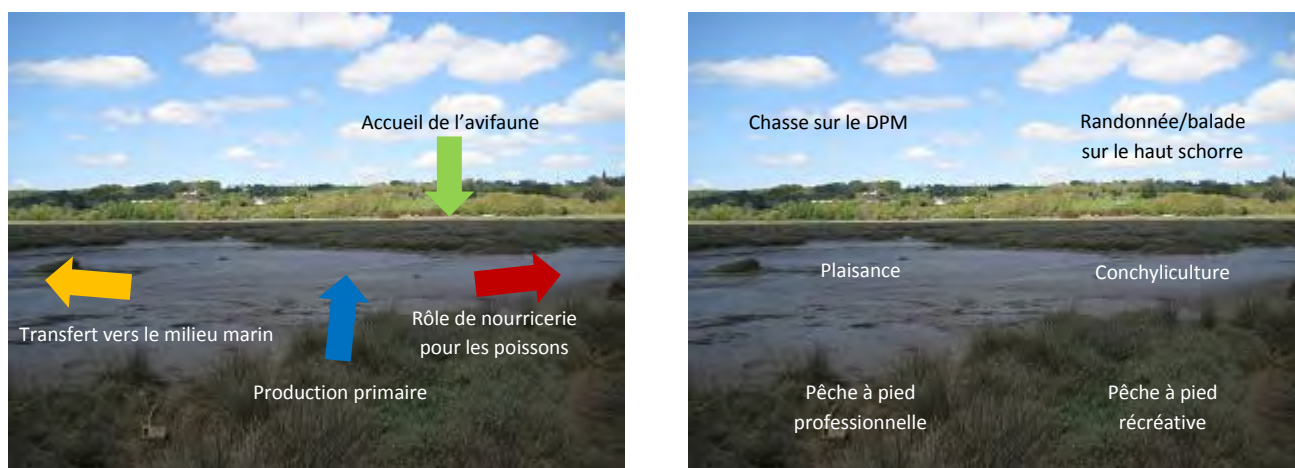 Accueil de l'avifaune
Transfert vers le milieu marin
Rôle de nourricerie
pour les poissons
Production primaire
Chasse sur le DPM
Randonnée/balade
sur le haut schorre
Plaisance
Conchyliculture
Pêche à pied
professionnelle
Pêche à pied
récréative